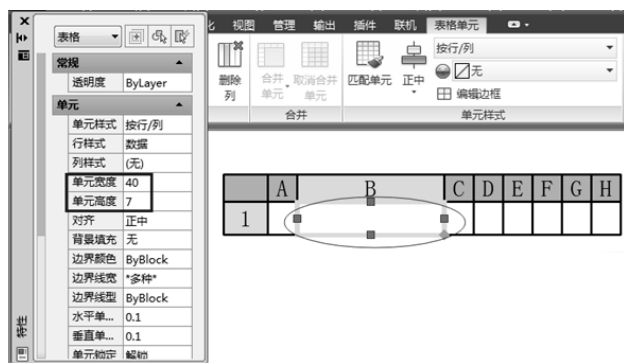 表格
常规
透明度 ByLayer
单元
单元样式 按行/列
行样式 数据
列样式 (无)
单元宽度 40
单元高度 7
对齐 正中
背景填充 无
边界颜色 ByBlock
边界线宽 *多种*
边界线型 ByBlock
水平单... 0.1
垂直单... 0.1
单元锁定 解锁
特性
视图 管理 输出 插件 联机 表格单元
删除列
合并单元
取消合并单元
匹配单元
正中
按行/列
无
编辑边框
合并 单元样式
A B C D E F G H
1